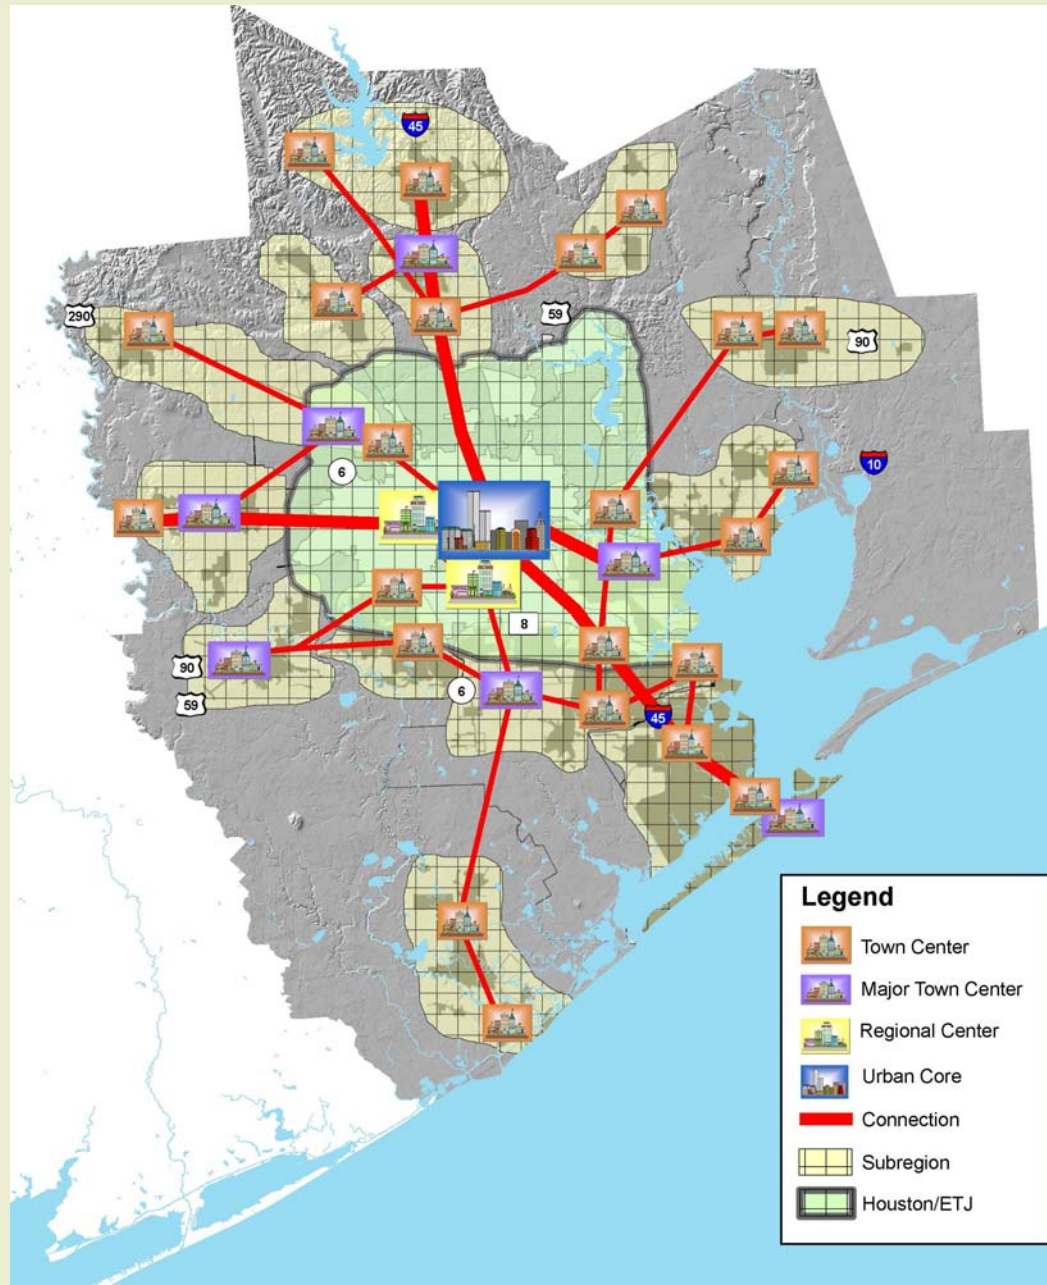 45
59
290
90
10
6
8
90
6
59
45
Legend
Town Center
Major Town Center
Regional Center
Urban Core
Connection
Subregion
Houston/ETJ